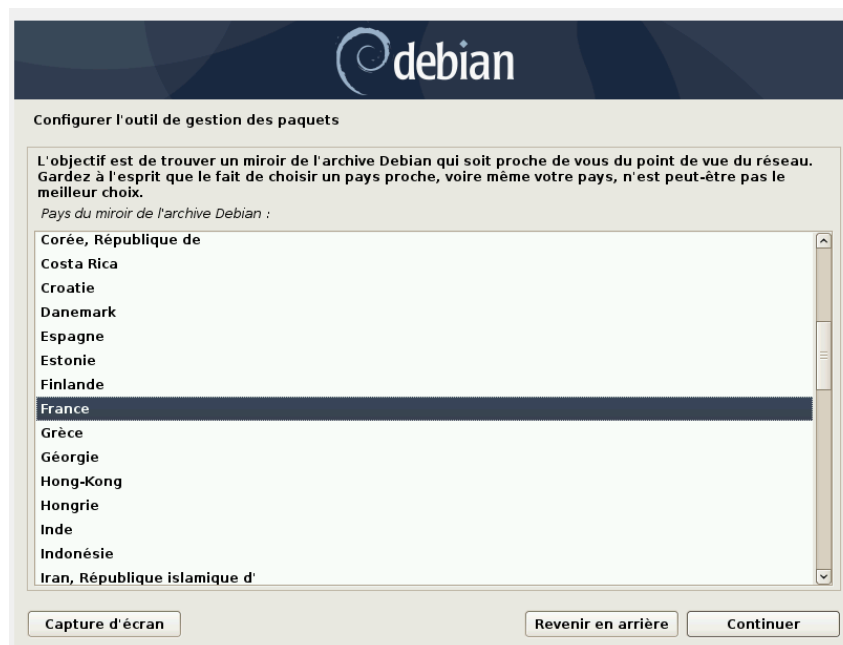 debian
Configurer l'outil de gestion des paquets
L'objectif est de trouver un miroir de l'archive Debian qui soit proche de vous du point de vue du réseau.
Gardez à l'esprit que le fait de choisir un pays proche, voire même votre pays, n'est peut-être pas le
meilleur choix.
Pays du miroir de l'archive Debian :
Corée, République de
Costa Rica
Croatie
Danemark
Espagne
Estonie
Finlande
France
Grèce
Géorgie
Hong-Kong
Hongrie
Inde
Indonésie
Iran, République islamique d'
Capture d'écran
Revenir en arrière
Continuer